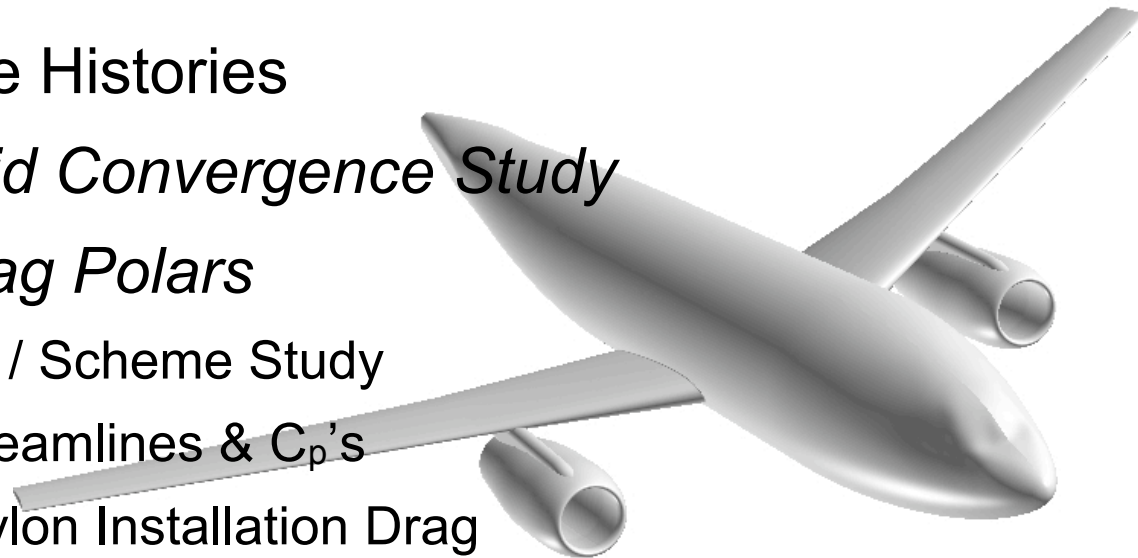 e Histories
id Convergence Study
ag Polars
/ Scheme Study
eamlines & Cp's
ylon Installation Drag